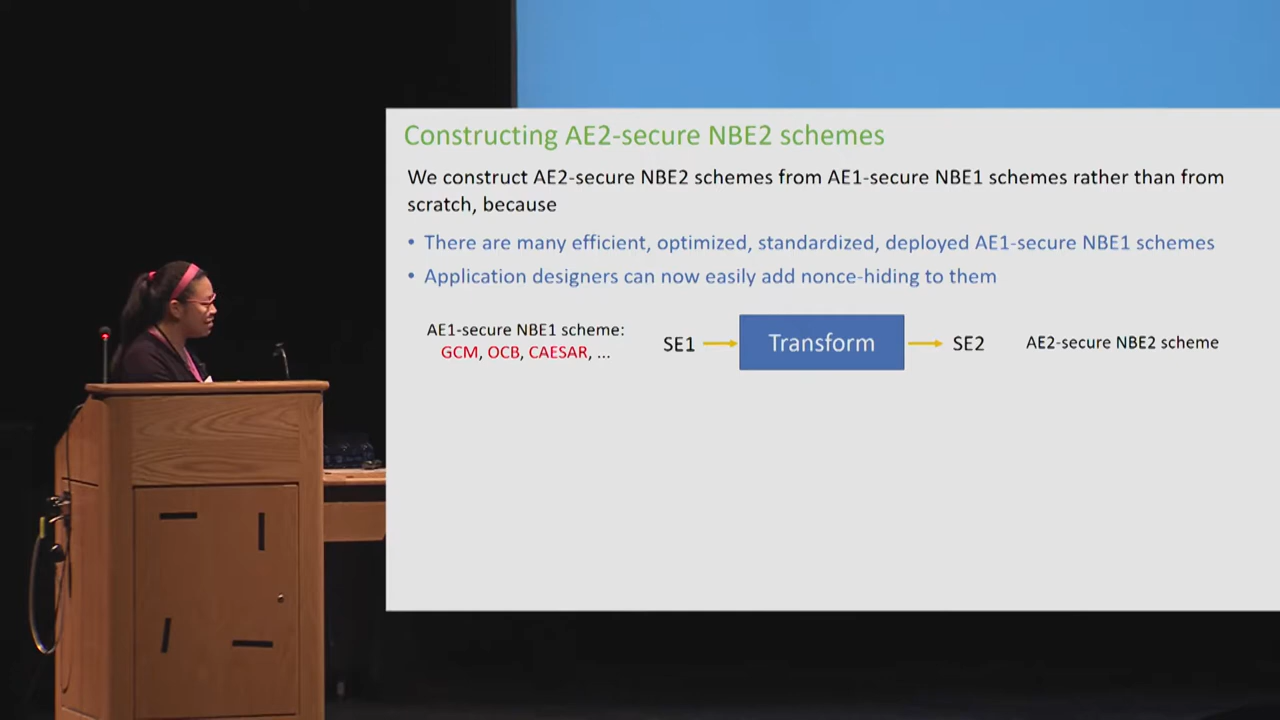 Constructing AE2-secure NBE2 schemes
We construct AE2-secure NBE2 schemes from AE1-secure NBE1 schemes rather than from
scratch, because
• There are many efficient, optimized, standardized, deployed AE1-secure NBE1 schemes
• Application designers can now easily add nonce-hiding to them
AE1-secure NBE1 scheme:
GCM, OCB, CAESAR, ...
SE1
Transform
SE2
AE2-secure NBE2 scheme